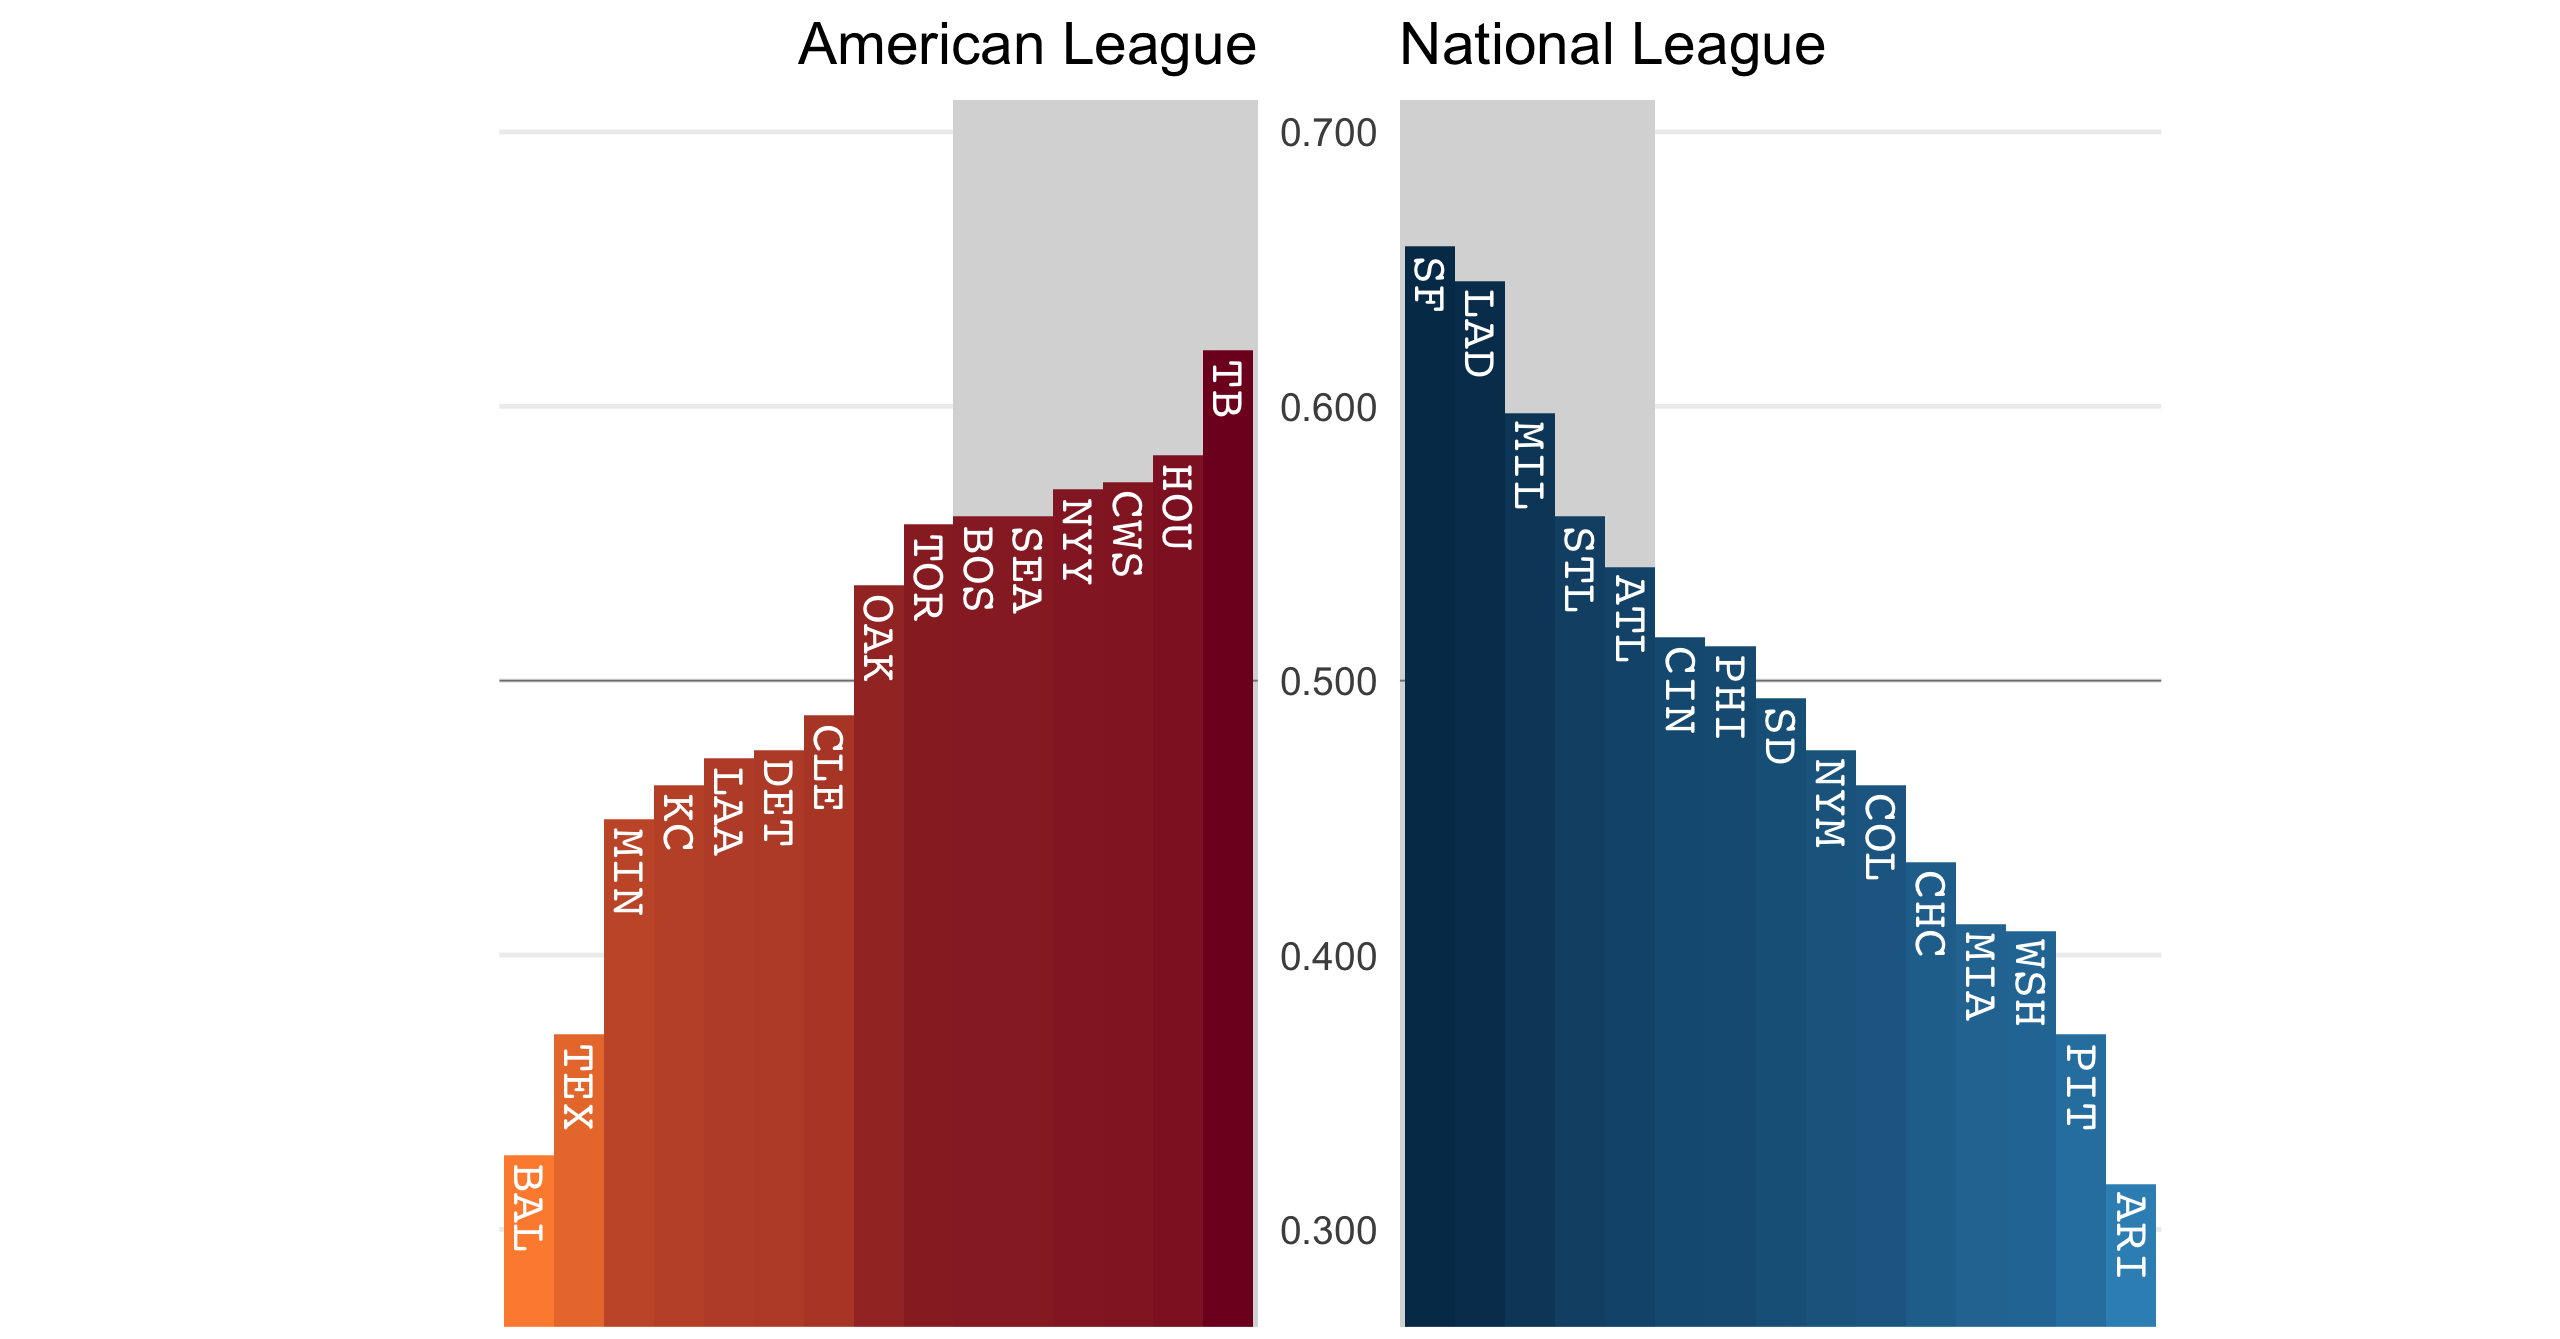 American League
National League
0.700
0.600
0.500
0.400
0.300
BAL
TEX
MIN
KC
LAA
DET
CLE
OAK
TOR
BOS
SEA
NYY
CWS
HOU
TB
SF
LAD
MIL
STL
ATL
CIN
PHI
SD
NYM
COL
CHC
MIA
WSH
PIT
ARI